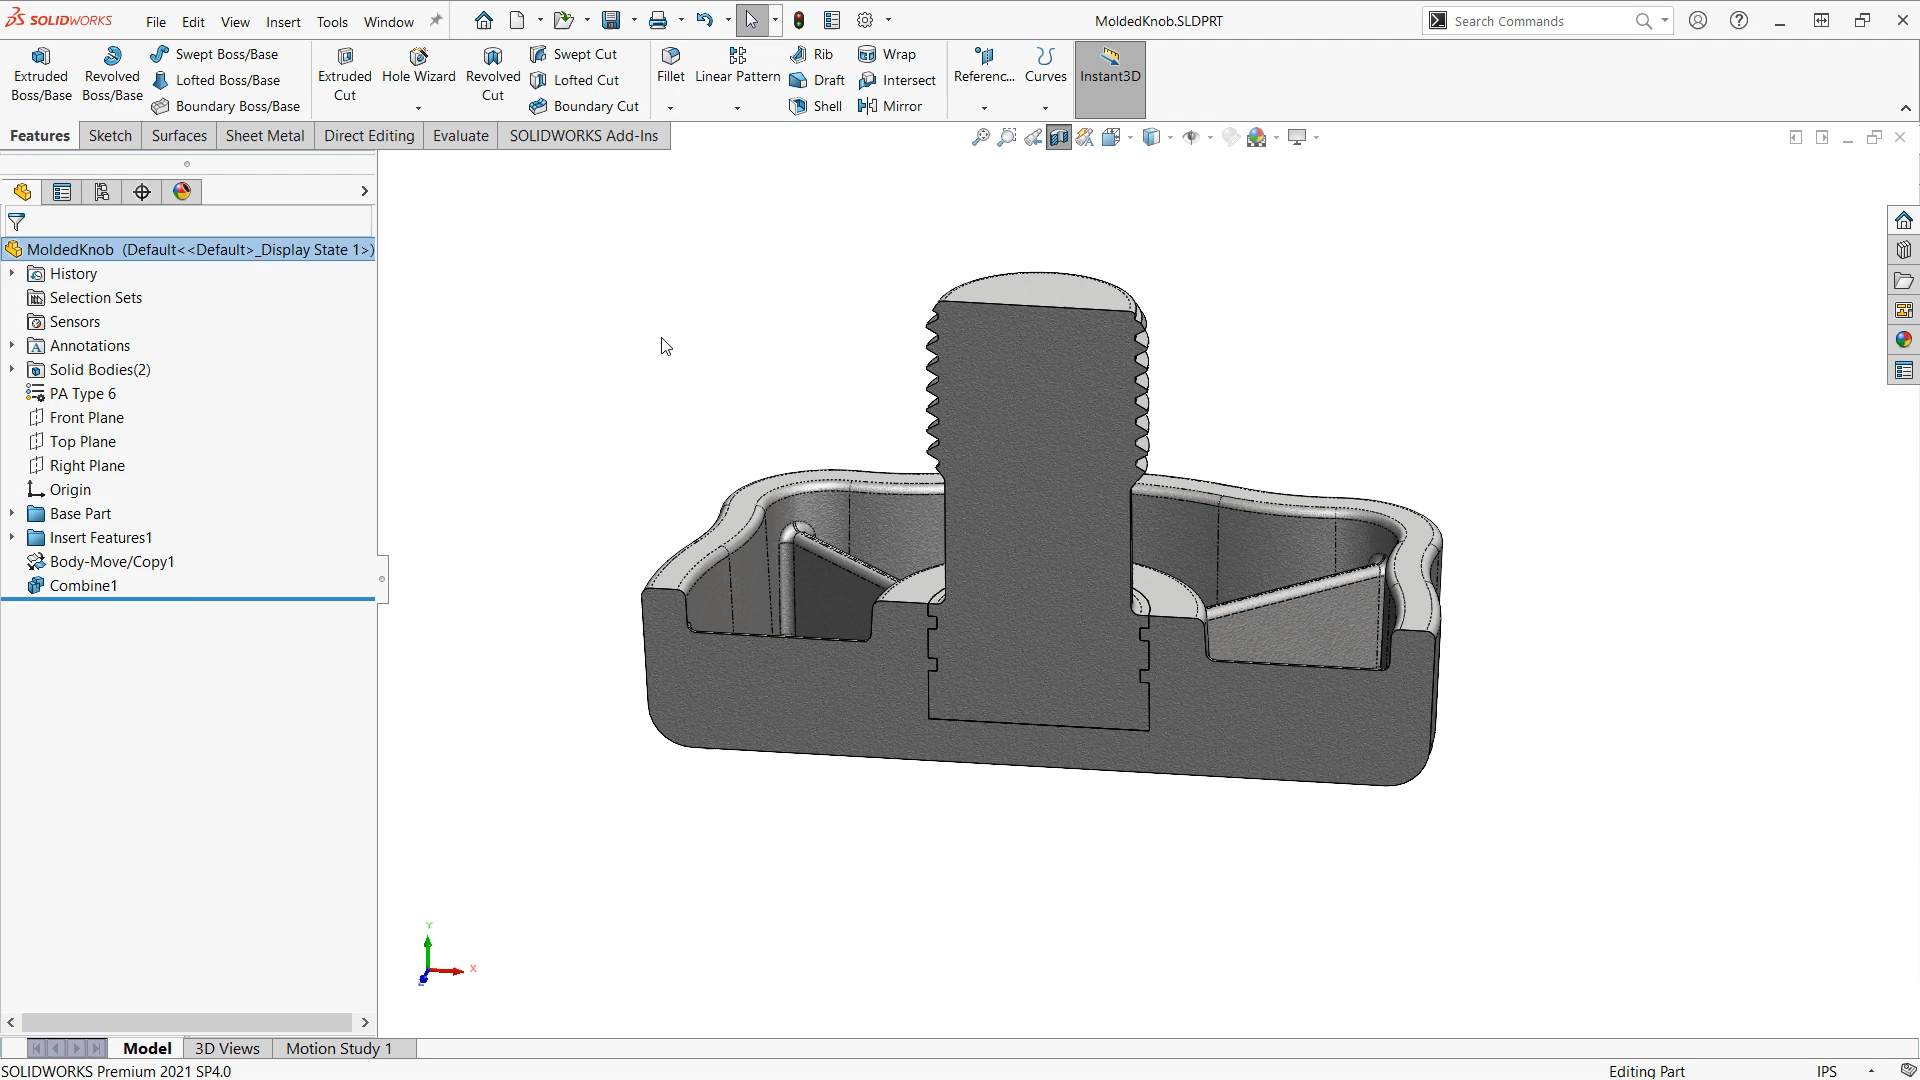 SOLIDWORKS File Edit View Insert Tools Window MoldedKnob.SLDPRT Search Commands
Extruded Boss/Base
Revolved Boss/Base
Swept Boss/Base
Lofted Boss/Base
Boundary Boss/Base
Extruded Cut
Hole Wizard
Revolved Cut
Swept Cut
Lofted Cut
Boundary Cut
Fillet
Linear Pattern
Rib
Draft
Shell
Wrap
Intersect
Mirror
Referenc...
Curves
Instant3D
Features Sketch Surfaces Sheet Metal Direct Editing Evaluate SOLIDWORKS Add-Ins
MoldedKnob (Default<<Default>_Display State 1>)
History
Selection Sets
Sensors
Annotations
Solid Bodies(2)
PA Type 6
Front Plane
Top Plane
Right Plane
Origin
Base Part
Insert Features1
Body-Move/Copy1
Combine1
Y
X
Z
Model 3D Views Motion Study 1
SOLIDWORKS Premium 2021 SP4.0 Editing Part IPS